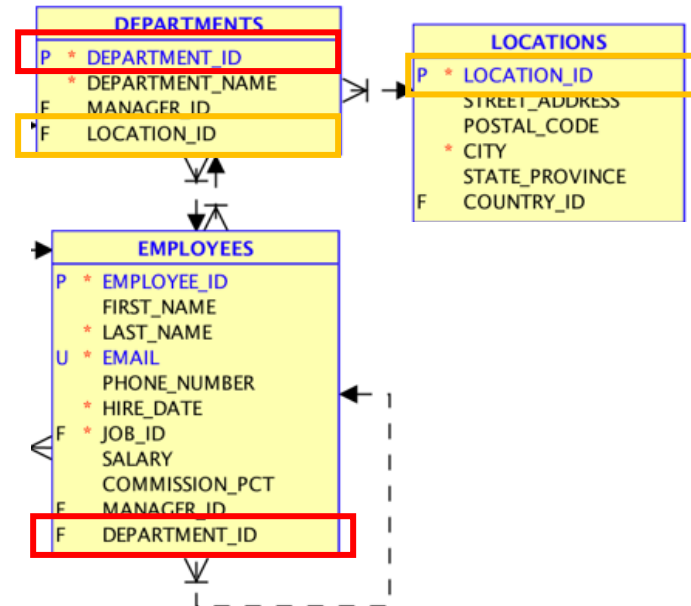 DEPARTMENTS
P * DEPARTMENT_ID
* DEPARTMENT_NAME
F MANAGER_ID
F LOCATION_ID
LOCATIONS
P * LOCATION_ID
STREET_ADDRESS
POSTAL_CODE
* CITY
STATE_PROVINCE
F COUNTRY_ID
EMPLOYEES
P * EMPLOYEE_ID
FIRST_NAME
* LAST_NAME
U * EMAIL
PHONE_NUMBER
* HIRE_DATE
F * JOB_ID
SALARY
COMMISSION_PCT
F MANAGER_ID
F DEPARTMENT_ID